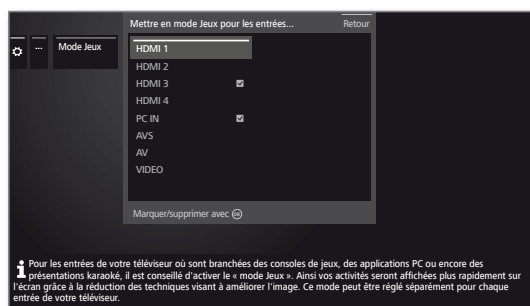 Mettre en mode Jeux pour les entrées... Retour
... Mode Jeux
HDMI 1
HDMI 2
HDMI 3
HDMI 4
PC IN
AVS
AV
VIDEO
Marquer/supprimer avec OK
Pour les entrées de votre téléviseur où sont branchées des consoles de jeux, des applications PC ou encore des
présentations karaoké, il est conseillé d'activer le « mode Jeux ». Ainsi vos activités seront affichées plus rapidement sur
l'écran grâce à la réduction des techniques visant à améliorer l'image. Ce mode peut être réglé séparément pour chaque
entrée de votre téléviseur.